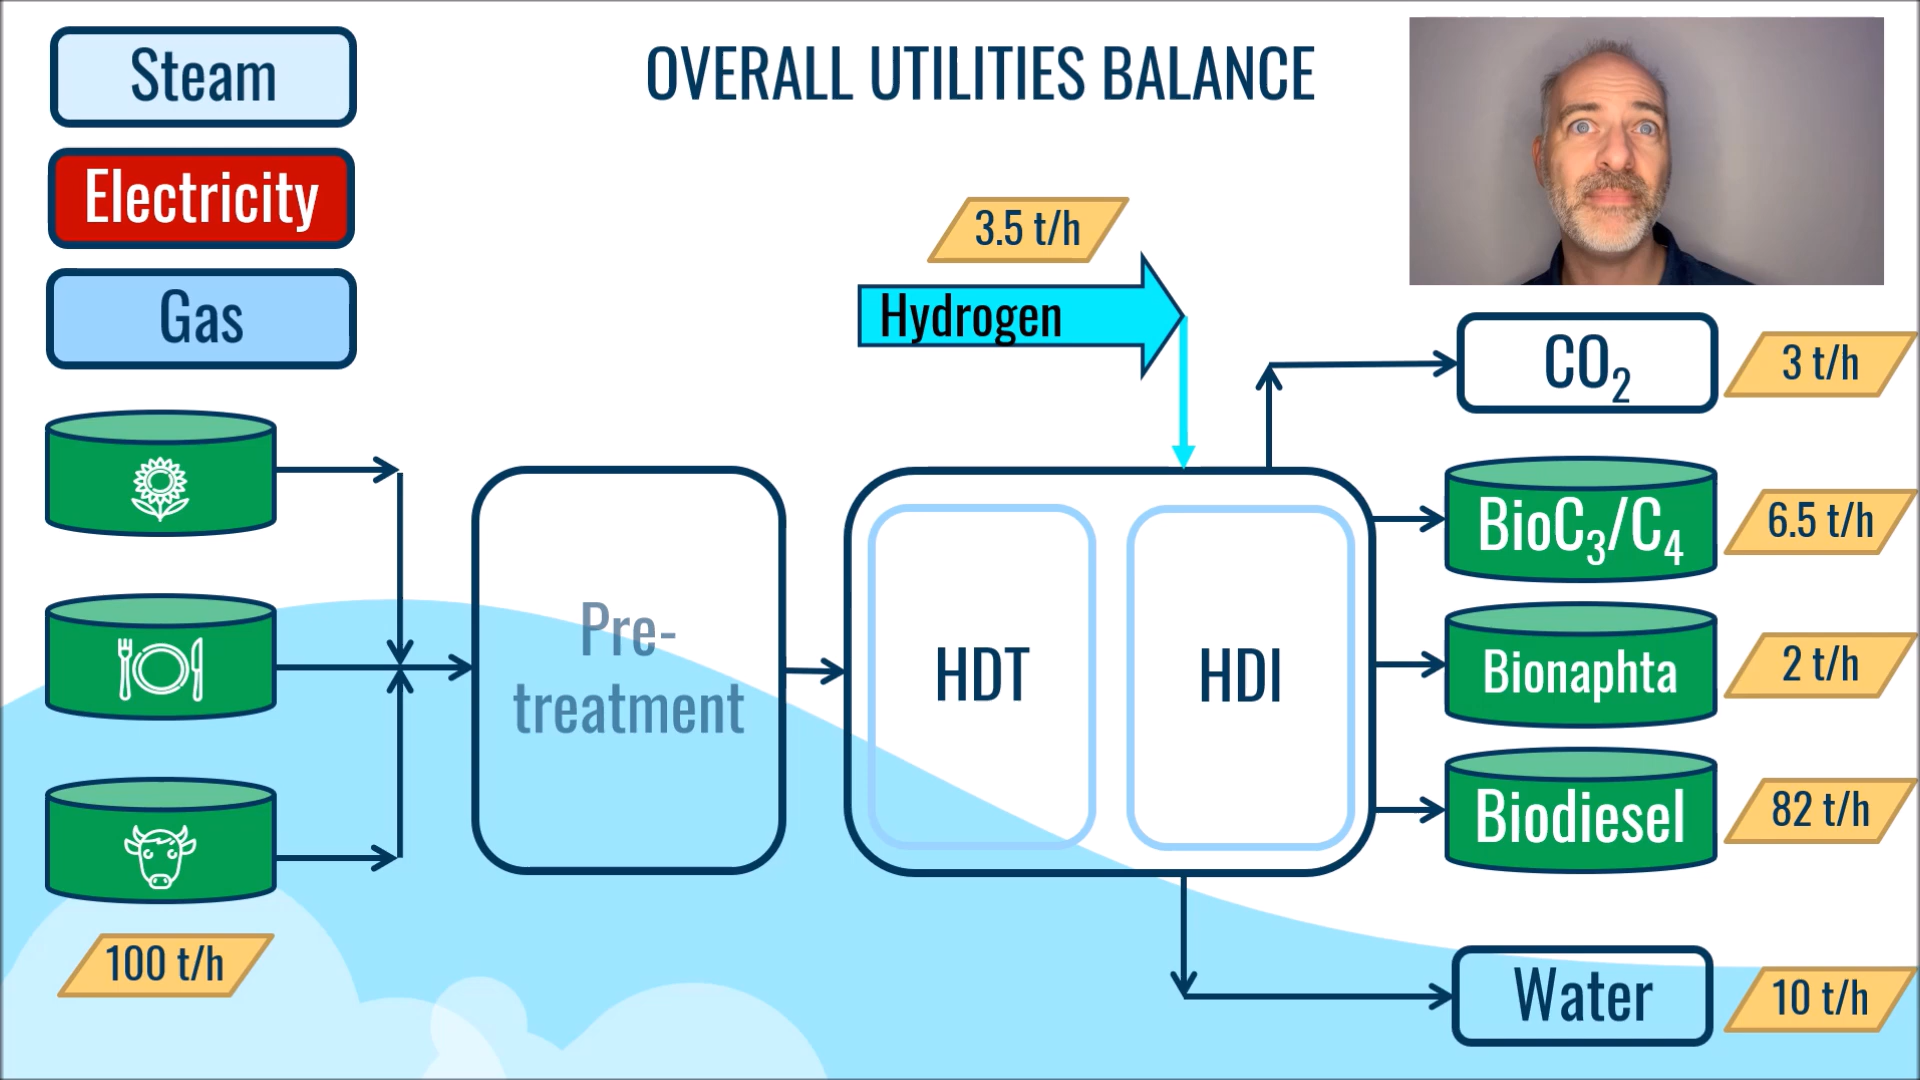 OVERALL UTILITIES BALANCE
Steam
Electricity
Gas
3.5 t/h
Hydrogen
CO₂
3 t/h
BioC₃/C₄
6.5 t/h
Pre-
treatment
HDT
HDI
Bionaphta
2 t/h
Biodiesel
82 t/h
100 t/h
Water
10 t/h